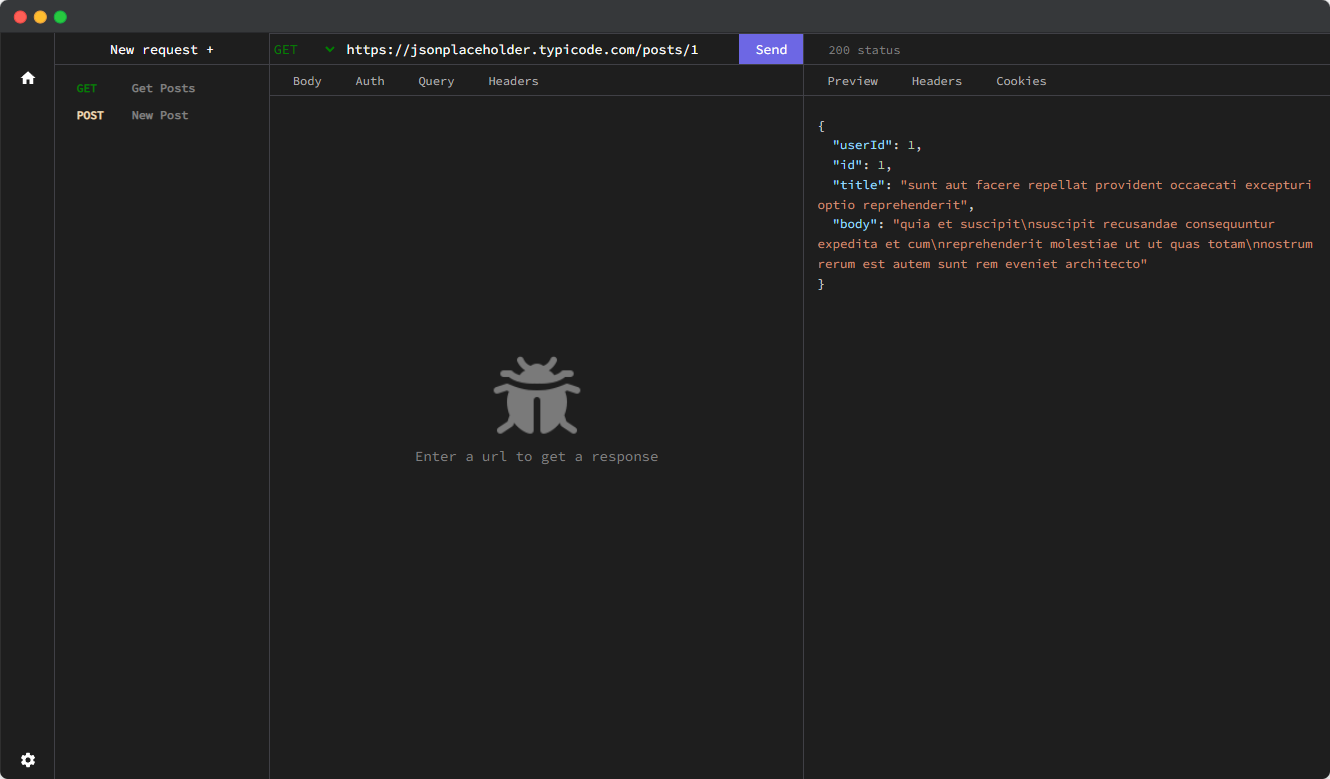 New request +
GET
https://jsonplaceholder.typicode.com/posts/1
Send
200 status
GET Get Posts
POST New Post
Body Auth Query Headers
Preview Headers Cookies
{
"userId": 1,
"id": 1,
"title": "sunt aut facere repellat provident occaecati excepturi
optio reprehenderit",
"body": "quia et suscipit\nsuscipit recusandae consequuntur
expedita et cum\nreprehenderit molestiae ut ut quas totam\nnostrum
rerum est autem sunt rem eveniet architecto"
}
Enter a url to get a response